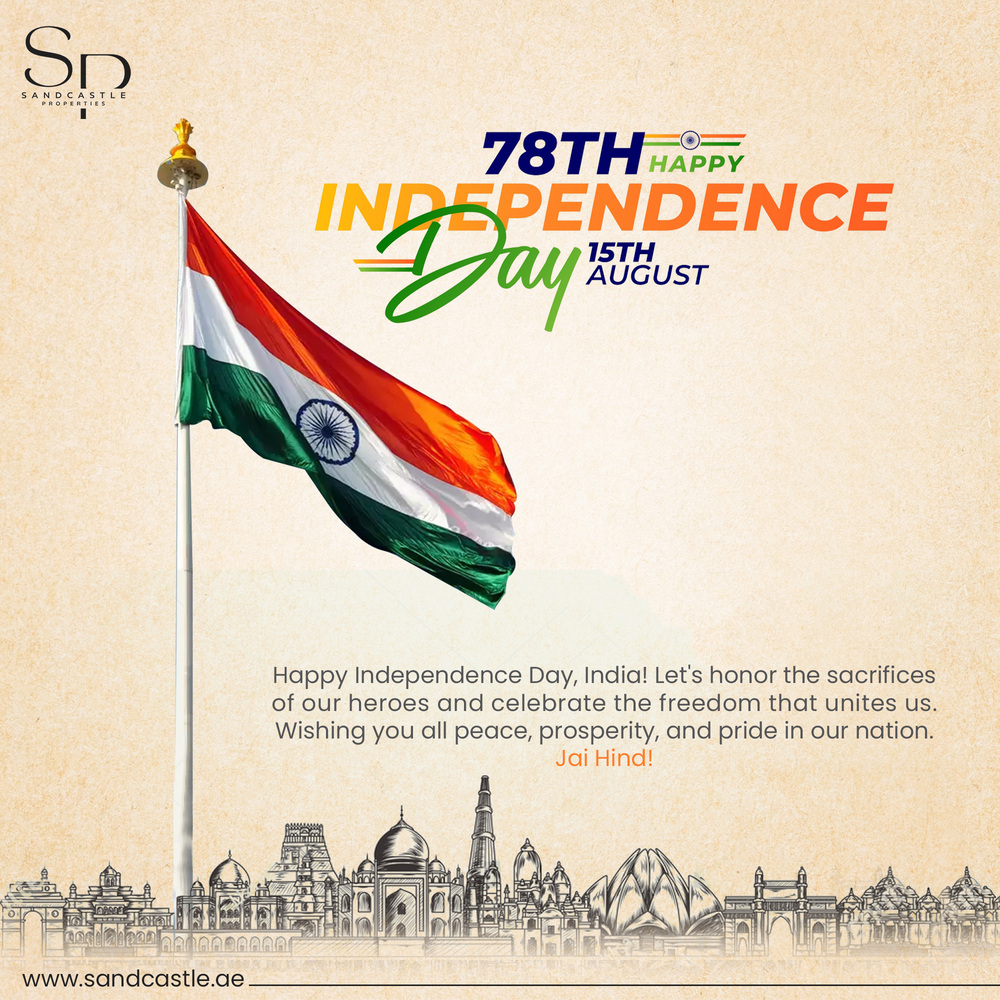 SP
SANDCASTLE
PROPERTIES
78TH HAPPY
INDEPENDENCE
Day 15TH
AUGUST
Happy Independence Day, India! Let's honor the sacrifices
of our heroes and celebrate the freedom that unites us.
Wishing you all peace, prosperity, and pride in our nation.
Jai Hind!
www.sandcastle.ae